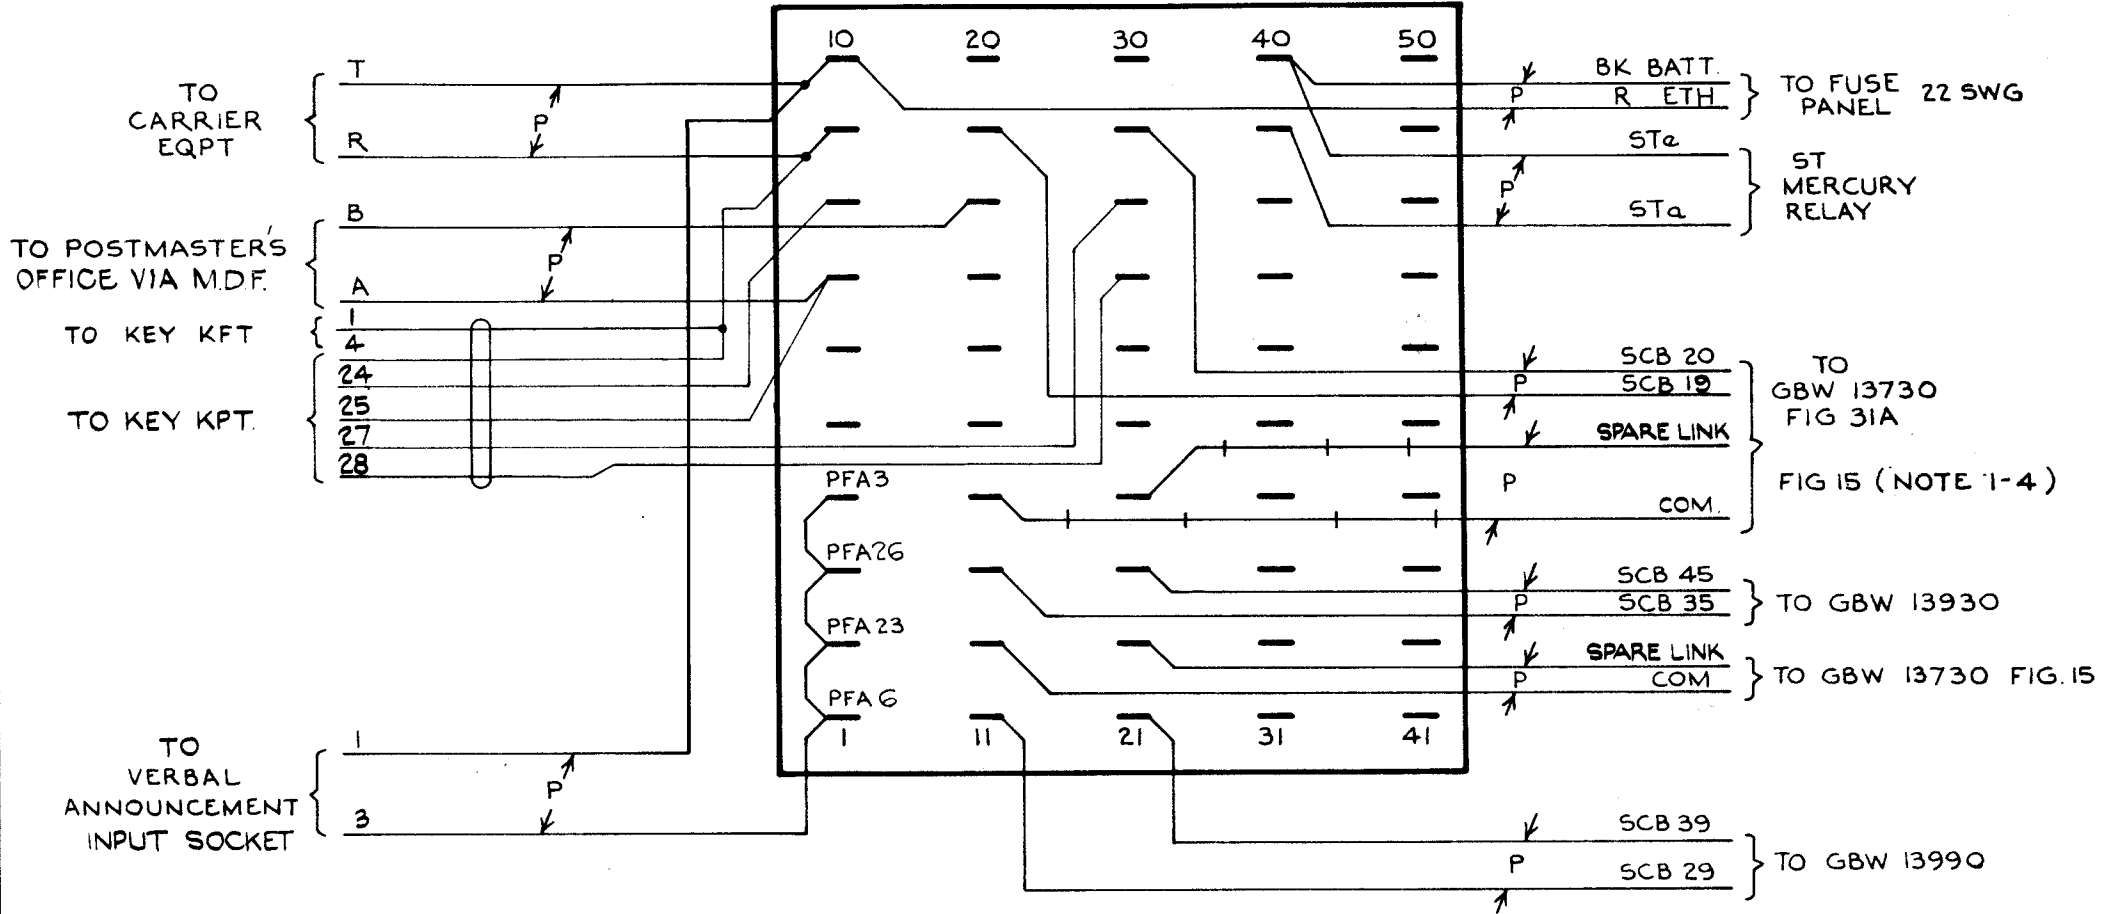 10 20 30 40 50
T
TO
CARRIER
EQPT
P
R
B
TO POSTMASTER'S
OFFICE VIA M.D.F.
P
A
1
TO KEY KFT
4
24
25
TO KEY KPT.
27
28
PFA3
PFA26
PFA23
PFA6
1 11 21 31 41
1
TO
VERBAL
ANNOUNCEMENT
INPUT SOCKET
P
3
BK BATT.
P
R ETH
TO FUSE
PANEL
22 SWG
STe
P
STa
ST
MERCURY
RELAY
SCB 20
P
SCB 19
TO
GBW 13730
FIG 31A
SPARE LINK
P
COM.
FIG 15 (NOTE 1-4)
SCB 45
P
SCB 35
TO GBW 13930
SPARE LINK
P
COM
TO GBW 13730 FIG. 15
SCB 39
P
SCB 29
TO GBW 13990